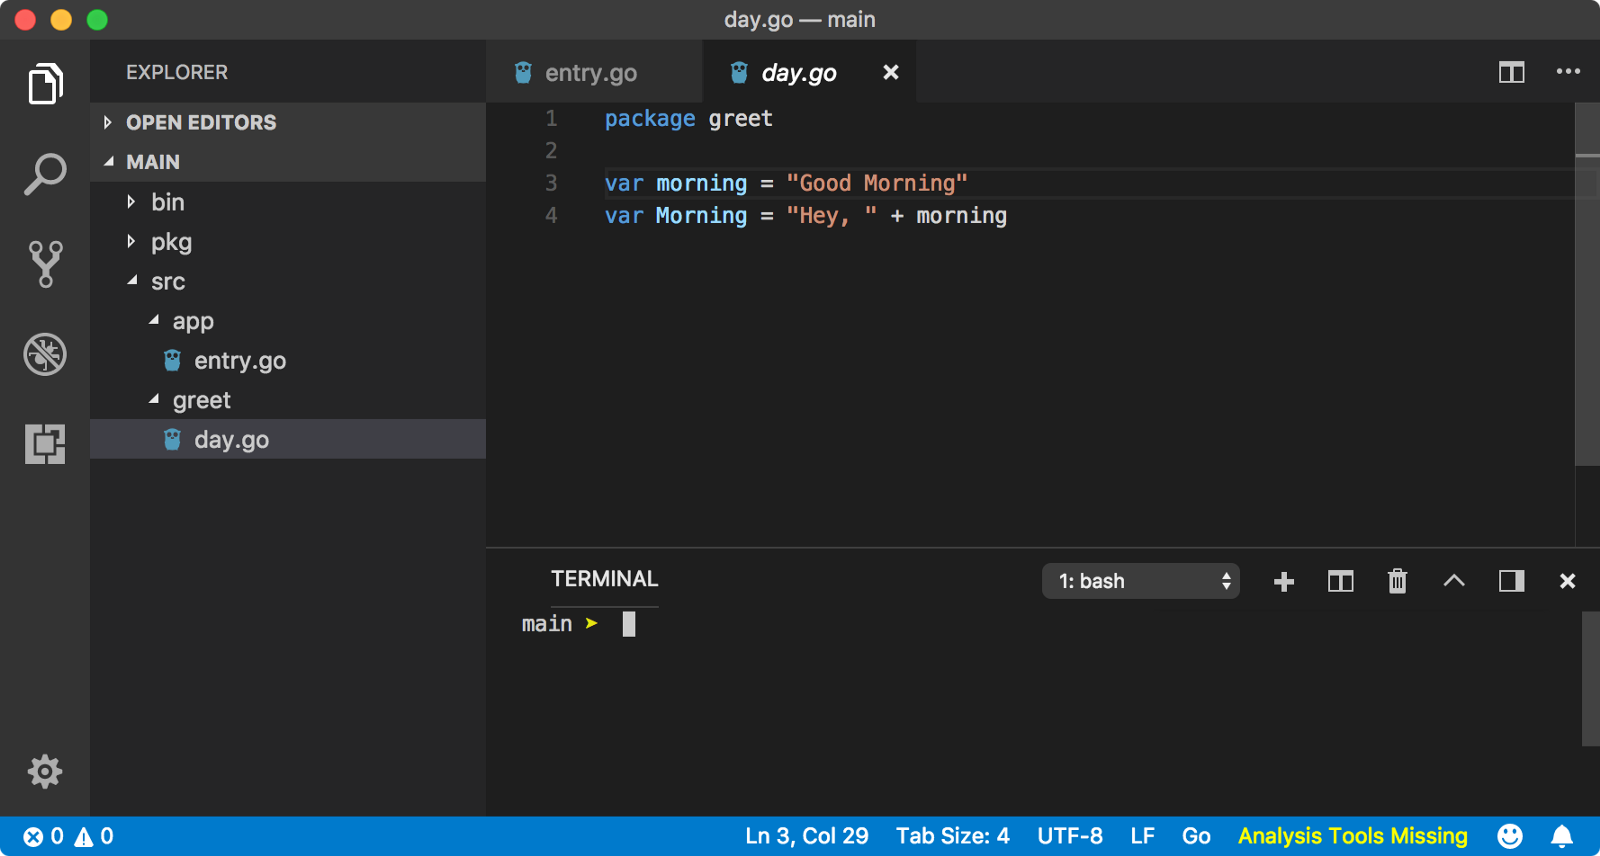 day.go — main
EXPLORER
OPEN EDITORS
MAIN
bin
pkg
src
app
entry.go
greet
day.go
entry.go
day.go
1 package greet
2
3 var morning = "Good Morning"
4 var Morning = "Hey, " + morning
TERMINAL
1: bash
main ➤
0 0
Ln 3, Col 29 Tab Size: 4 UTF-8 LF Go Analysis Tools Missing